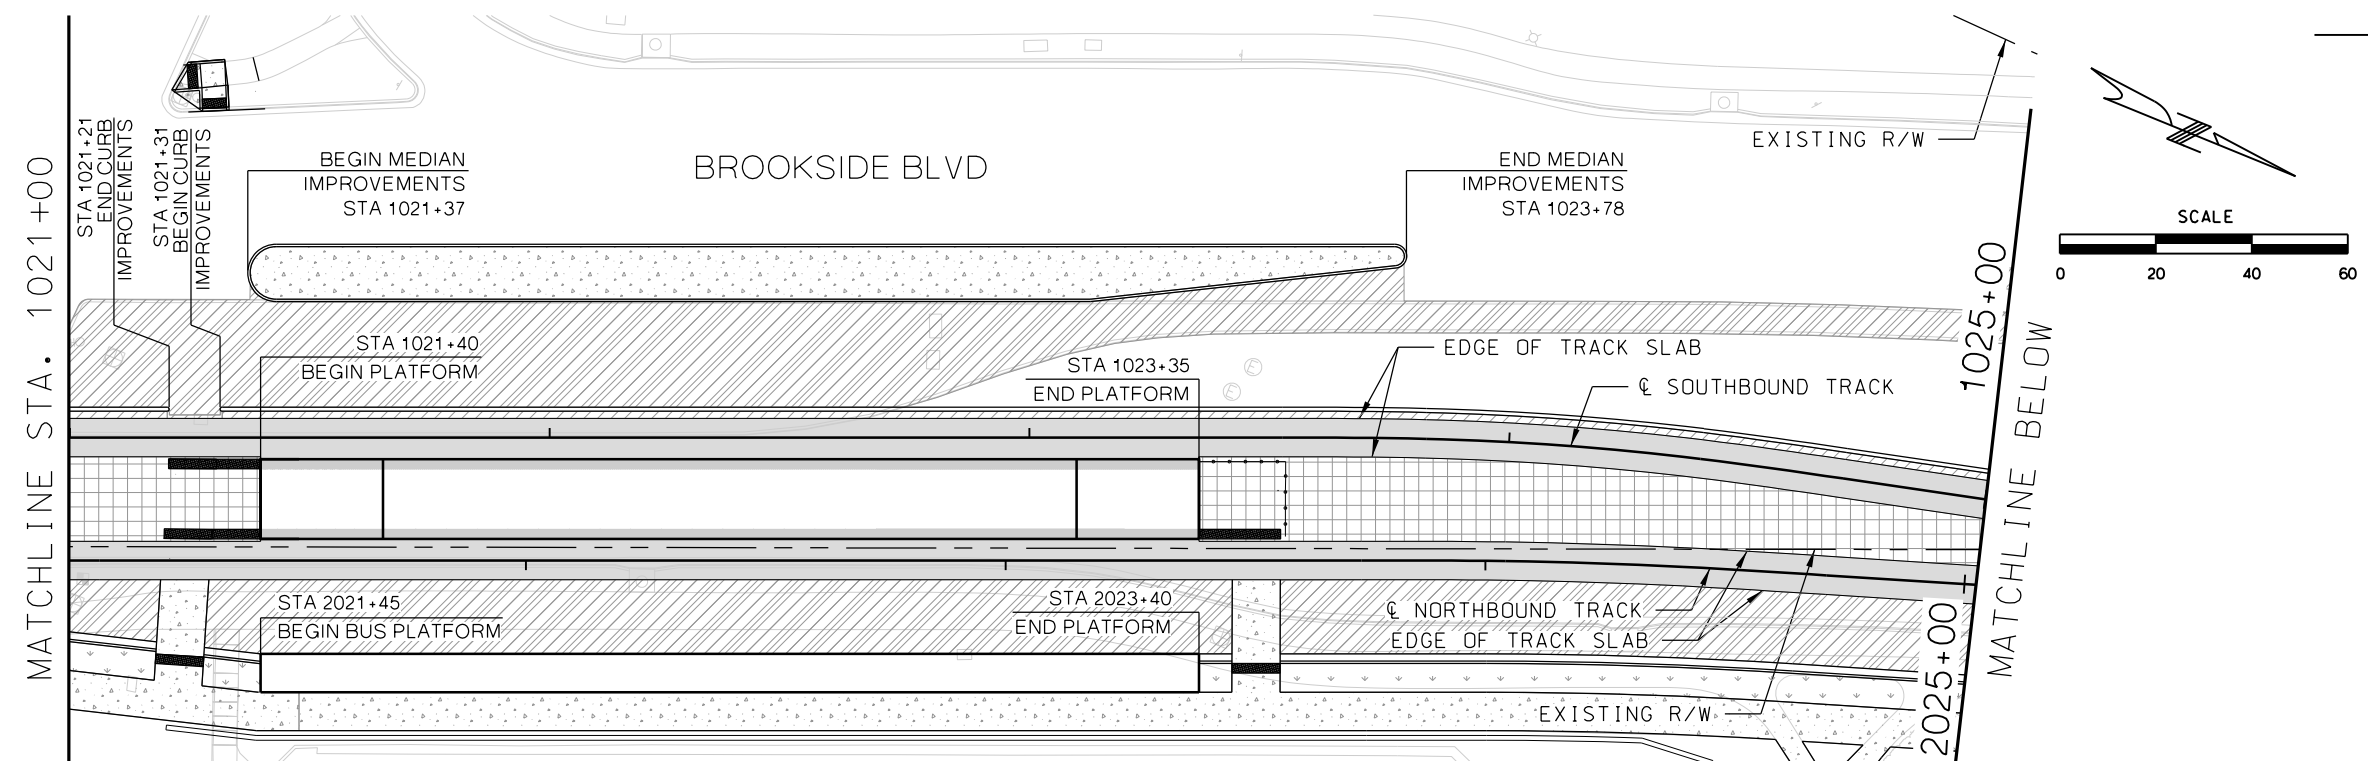 MATCHLINE STA. 1021+00
STA 1021+21
END CURB
IMPROVEMENTS
STA 1021+31
BEGIN CURB
IMPROVEMENTS
BEGIN MEDIAN
IMPROVEMENTS
STA 1021+37
BROOKSIDE BLVD
END MEDIAN
IMPROVEMENTS
STA 1023+78
EXISTING R/W
SCALE
0 20 40 60
STA 1021+40
BEGIN PLATFORM
STA 1023+35
END PLATFORM
EDGE OF TRACK SLAB
℄ SOUTHBOUND TRACK
1025+00
MATCHLINE BELOW
E
E
STA 2021+45
BEGIN BUS PLATFORM
STA 2023+40
END PLATFORM
℄ NORTHBOUND TRACK
EDGE OF TRACK SLAB
EXISTING R/W
2025+00